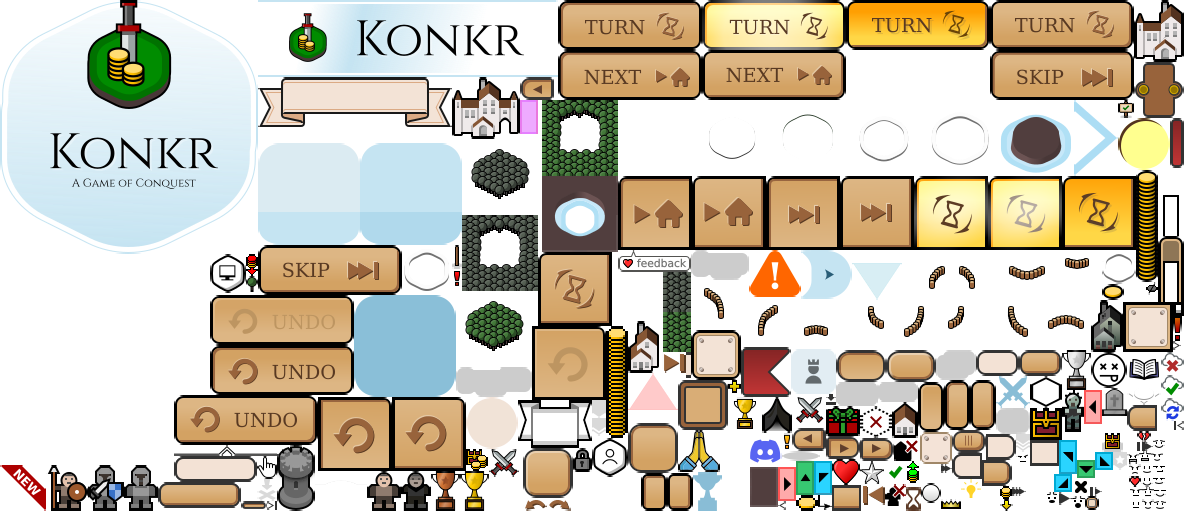 KONKR
A GAME OF CONQUEST
KONKR
TURN
TURN
TURN
TURN
NEXT
NEXT
SKIP
feedback
SKIP
UNDO
UNDO
UNDO
NEW